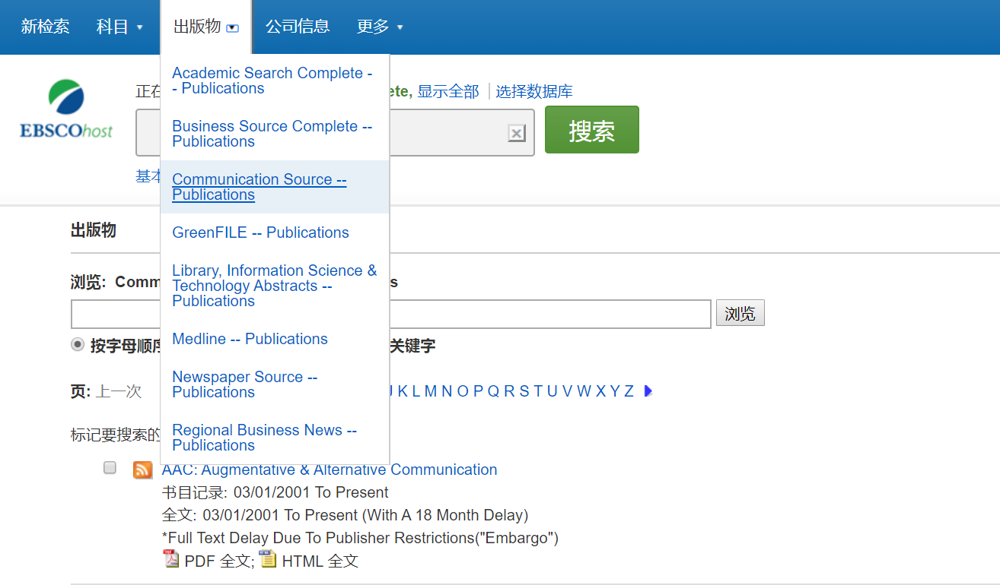 新检索 科目 出版物 公司信息 更多
Academic Search Complete -
- Publications
Business Source Complete --
Publications
Communication Source --
Publications
GreenFILE -- Publications
Library, Information Science &
Technology Abstracts --
Publications
Medline -- Publications
Newspaper Source --
Publications
Regional Business News --
Publications
EBSCOhost
正在 ete, 显示全部 选择数据库
搜索
基本
出版物
浏览: Comm s
浏览
按字母顺序 关键字
页: 上一次 J K L M N O P Q R S T U V W X Y Z
标记要搜索的
AAC: Augmentative & Alternative Communication
书目记录: 03/01/2001 To Present
全文: 03/01/2001 To Present (With A 18 Month Delay)
*Full Text Delay Due To Publisher Restrictions("Embargo")
PDF 全文; HTML 全文